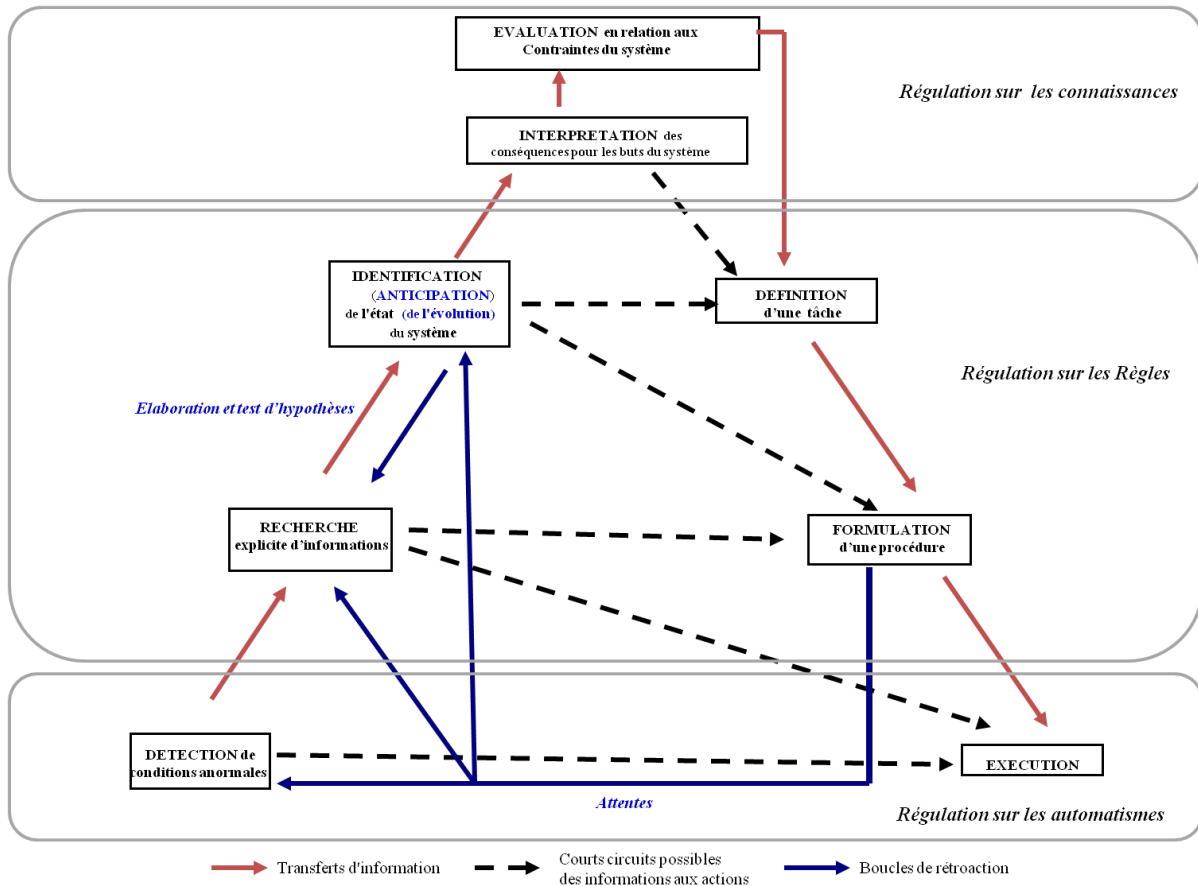 EVALUATION en relation aux
Contraintes du système
Régulation sur les connaissances
INTERPRETATION des
conséquences pour les buts du système
IDENTIFICATION
(ANTICIPATION)
de l'état (de l'évolution)
du système
DEFINITION
d'une tâche
Régulation sur les Règles
Elaboration et test d'hypothèses
RECHERCHE
explicite d'informations
FORMULATION
d'une procédure
DETECTION de
conditions anormales
EXECUTION
Attentes
Régulation sur les automatismes
Transferts d'information
Courts circuits possibles
des informations aux actions
Boucles de rétroaction